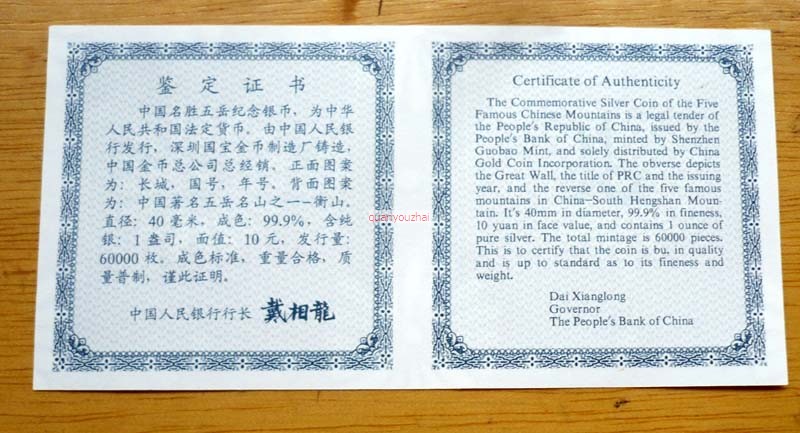 鉴定证书
中国名胜五岳纪念银币，为中华
人民共和国法定货币。由中国人民银
行发行，深圳国宝金币制造厂铸造，
中国金币总公司总经销。正面图案
为：长城，国号，年号。背面图案
为：中国著名五岳名山之一--衡山。
直径：40毫米，成色：99.9%，含纯
银：1盎司，面值：10元，发行量：
60000枚。成色标准，重量合格，质
量普制，谨此证明。
中国人民银行行长 戴相龍
quanyouzhai
Certificate of Authenticity
The Commemorative Silver Coin of the Five
Famous Chinese Mountains is a legal tender of
the People's Republic of China, issued by the
People's Bank of China, minted by Shenzhen
Guobao Mint, and solely distributed by China
Gold Coin Incorporation. The obverse depicts
the Great Wall, the title of PRC and the issuing
year, and the reverse one of the five famous
mountains in China—South Hengshan Moun-
tain. It's 40mm in diameter, 99.9% in fineness,
10 yuan in face value, and contains 1 ounce of
pure silver. The total mintage is 60000 pieces.
This is to certify that the coin is bu. in quality
and is up to standard as to its fineness and
weight.
Dai Xianglong
Governor
The People's Bank of China